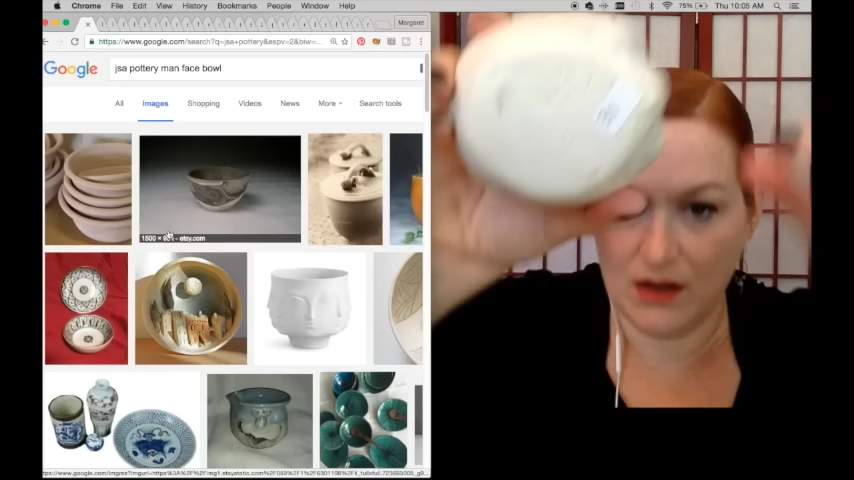 Chrome File Edit View History Bookmarks People Window Help
75% Thu 10:05 AM
Margaret
https://www.google.com/search?q=jsa+pottery&espv=2&biw=...
Google
jsa pottery man face bowl
All Images Shopping Videos News More Search tools
etsy.com